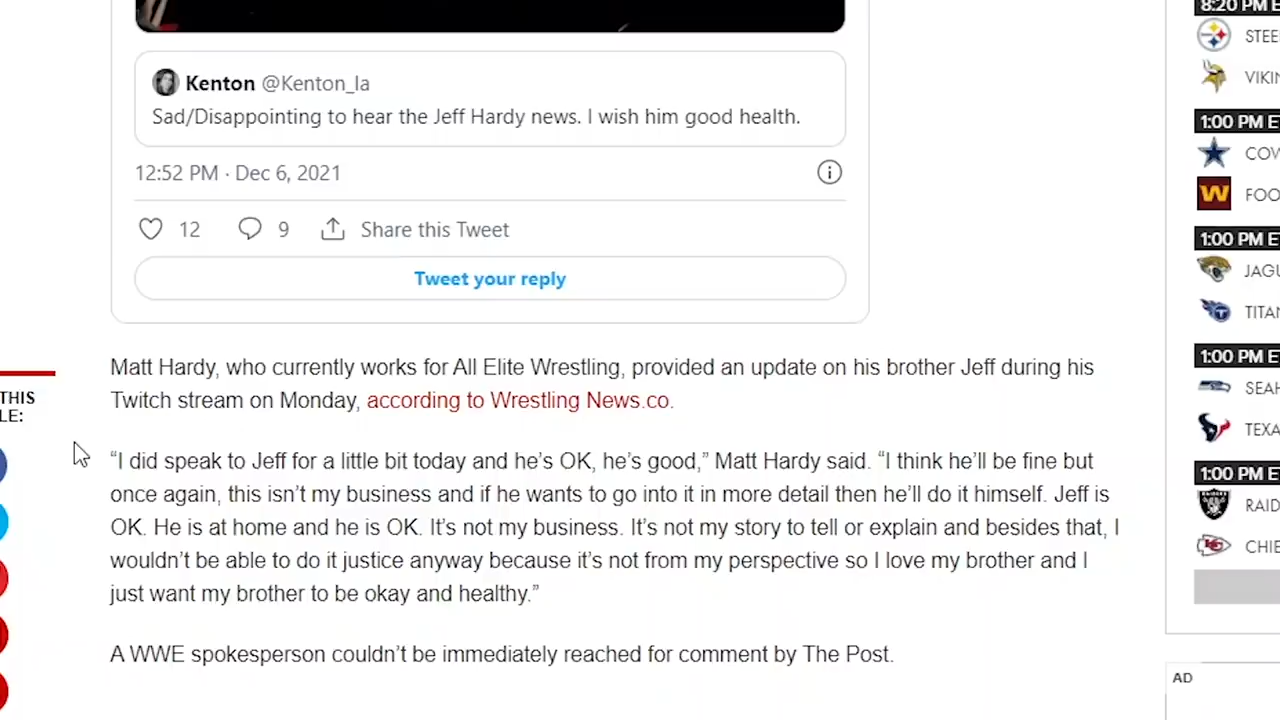 8:20 PM E
STEE
VIKIN
1:00 PM E
COW
FOO
1:00 PM E
JAGU
TITAN
1:00 PM E
SEAH
TEXA
1:00 PM E
RAID
CHIE
AD
Kenton @Kenton_la
Sad/Disappointing to hear the Jeff Hardy news. I wish him good health.
12:52 PM · Dec 6, 2021
12 9 Share this Tweet
Tweet your reply
THIS
LE:
Matt Hardy, who currently works for All Elite Wrestling, provided an update on his brother Jeff during his
Twitch stream on Monday, according to Wrestling News.co.
“I did speak to Jeff for a little bit today and he’s OK, he’s good,” Matt Hardy said. “I think he’ll be fine but
once again, this isn’t my business and if he wants to go into it in more detail then he’ll do it himself. Jeff is
OK. He is at home and he is OK. It’s not my business. It’s not my story to tell or explain and besides that, I
wouldn’t be able to do it justice anyway because it’s not from my perspective so I love my brother and I
just want my brother to be okay and healthy.”
A WWE spokesperson couldn’t be immediately reached for comment by The Post.